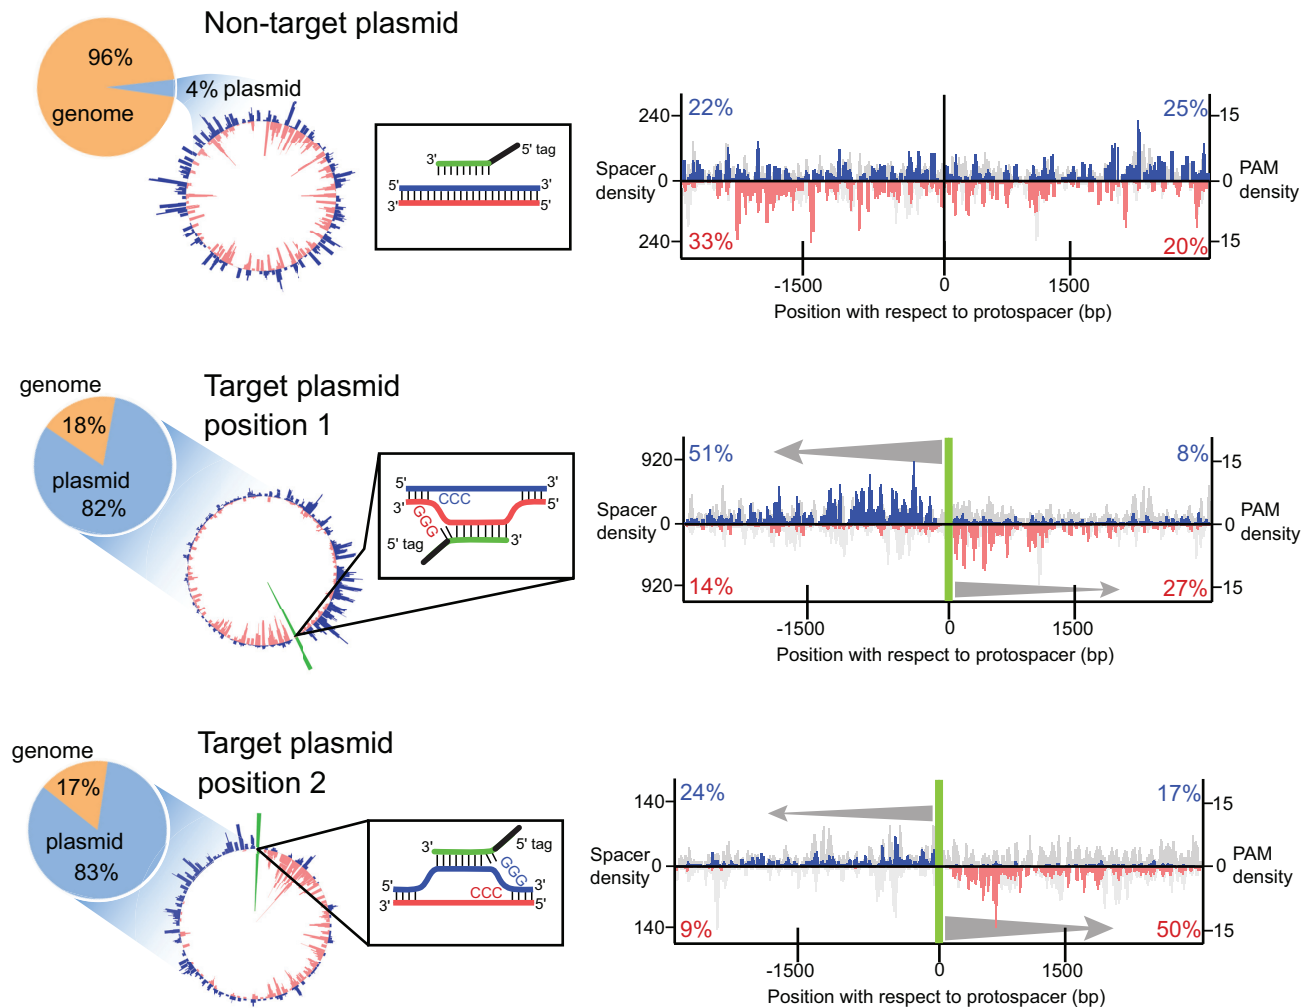 Non-target plasmid
96%
genome
4% plasmid
3'
5' tag
5'
3'
3'
5'
22%
25%
33%
20%
240
0
240
Spacer
density
15
0
15
PAM
density
-1500
0
1500
Position with respect to protospacer (bp)
genome
Target plasmid
position 1
18%
plasmid
82%
5'
3'
CCC
3'
5'
GGG
5' tag
3'
51%
8%
14%
27%
920
0
920
Spacer
density
15
0
15
PAM
density
-1500
0
1500
Position with respect to protospacer (bp)
genome
Target plasmid
position 2
17%
plasmid
83%
3'
5' tag
GGG
5'
3'
CCC
3'
5'
24%
17%
9%
50%
140
0
140
Spacer
density
15
0
15
PAM
density
-1500
0
1500
Position with respect to protospacer (bp)